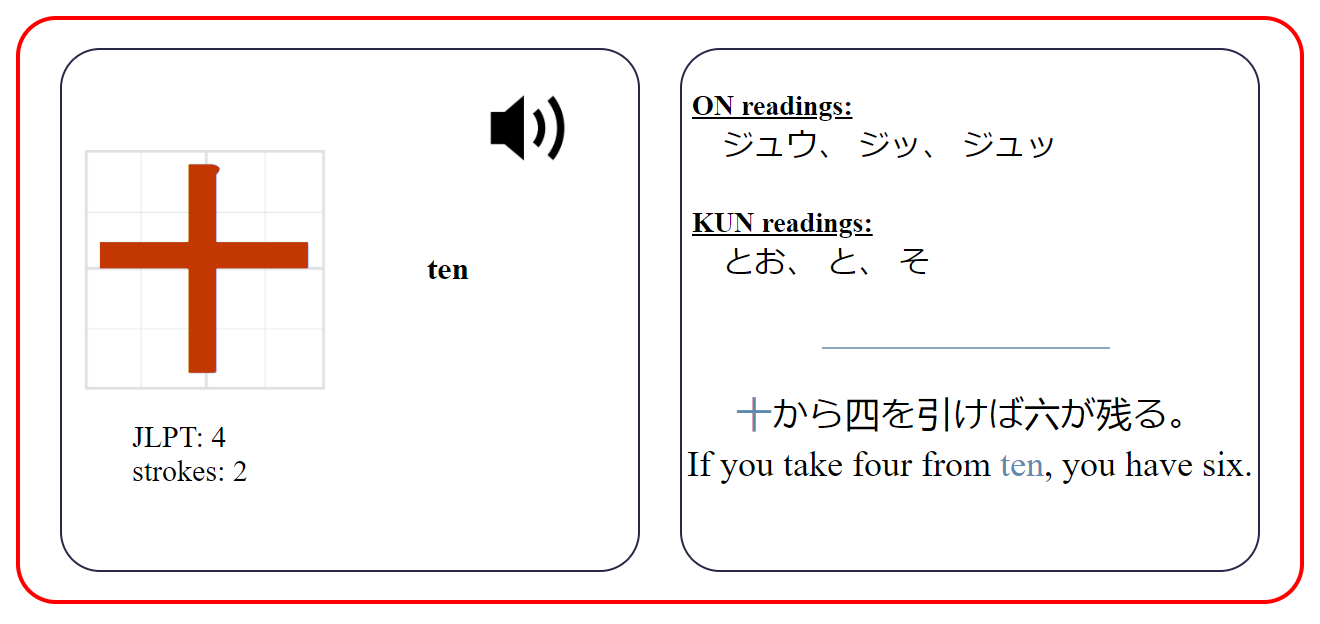 十
ten
JLPT: 4
strokes: 2
ON readings:
ジュウ、 ジッ、 ジュッ
KUN readings:
とお、 と、 そ
十から四を引けば六が残る。
If you take four from ten, you have six.